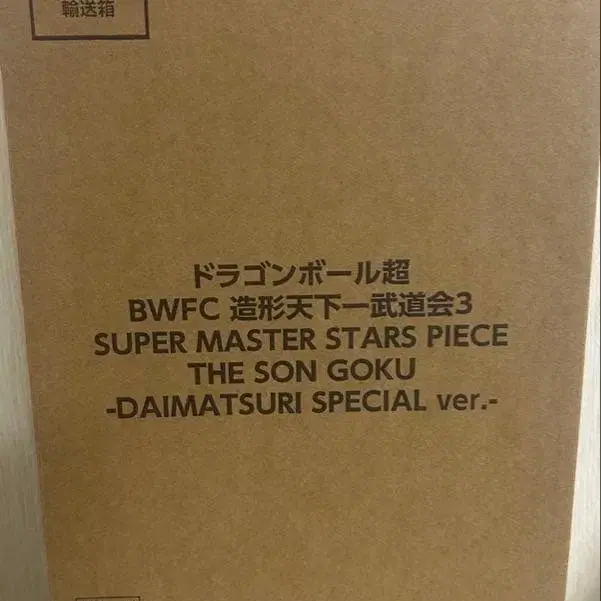 輸送箱
ドラゴンボール超
BWFC 造形天下一武道会3
SUPER MASTER STARS PIECE
THE SON GOKU
-DAIMATSURI SPECIAL ver.-